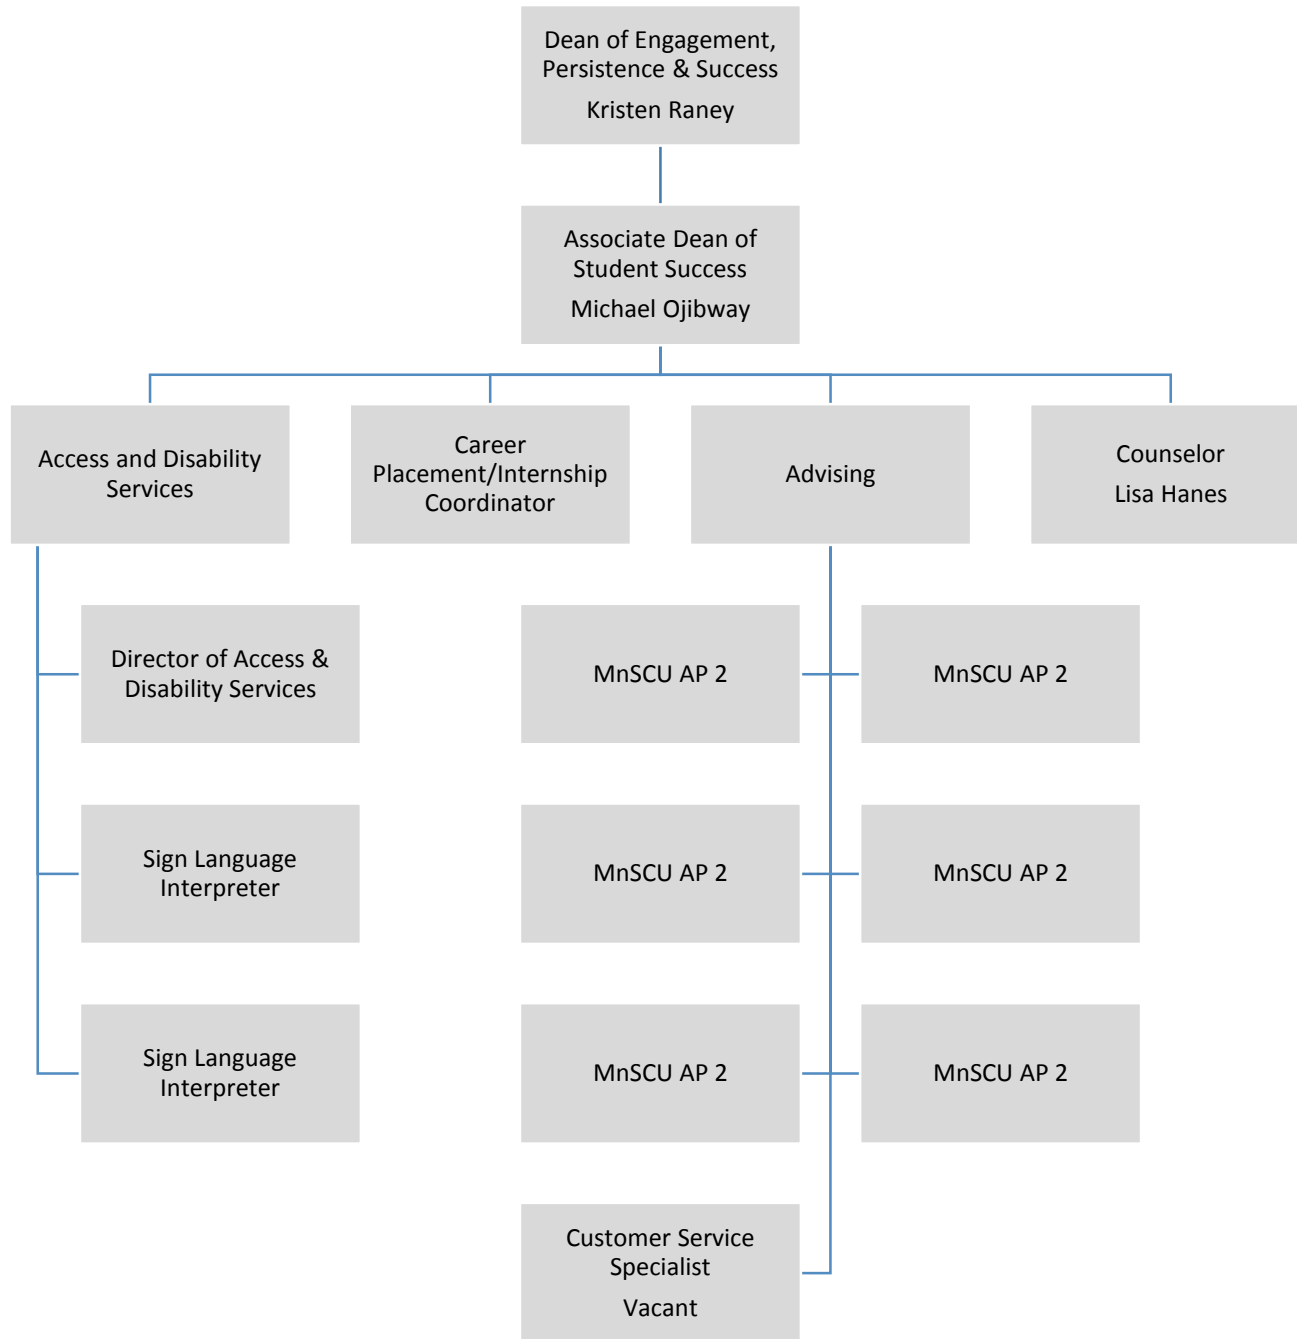 Dean of Engagement,
Persistence & Success
Kristen Raney
Associate Dean of
Student Success
Michael Ojibway
Access and Disability
Services
Career
Placement/Internship
Coordinator
Advising
Counselor
Lisa Hanes
Director of Access &
Disability Services
MnSCU AP 2
MnSCU AP 2
Sign Language
Interpreter
MnSCU AP 2
MnSCU AP 2
Sign Language
Interpreter
MnSCU AP 2
MnSCU AP 2
Customer Service
Specialist
Vacant